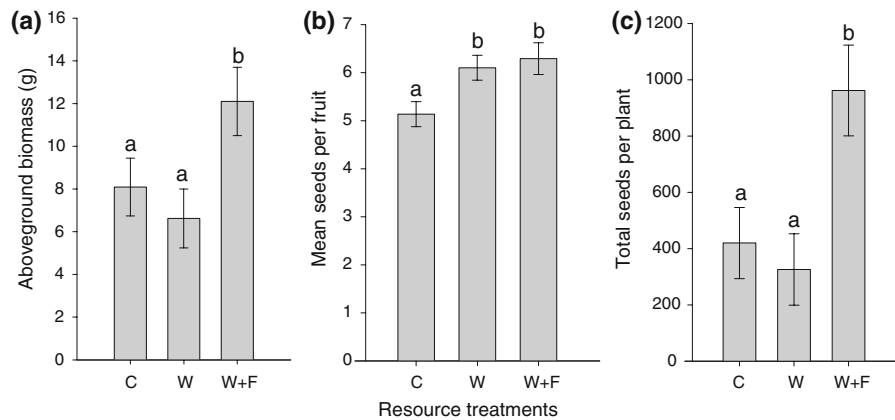 (a)
Aboveground biomass (g)
16
14
12
10
8
6
4
2
0
a
a
b
C
W
W+F
(b)
Mean seeds per fruit
7
6
5
4
3
2
1
0
a
b
b
C
W
W+F
(c)
Total seeds per plant
1200
1000
800
600
400
200
0
a
a
b
C
W
W+F
Resource treatments